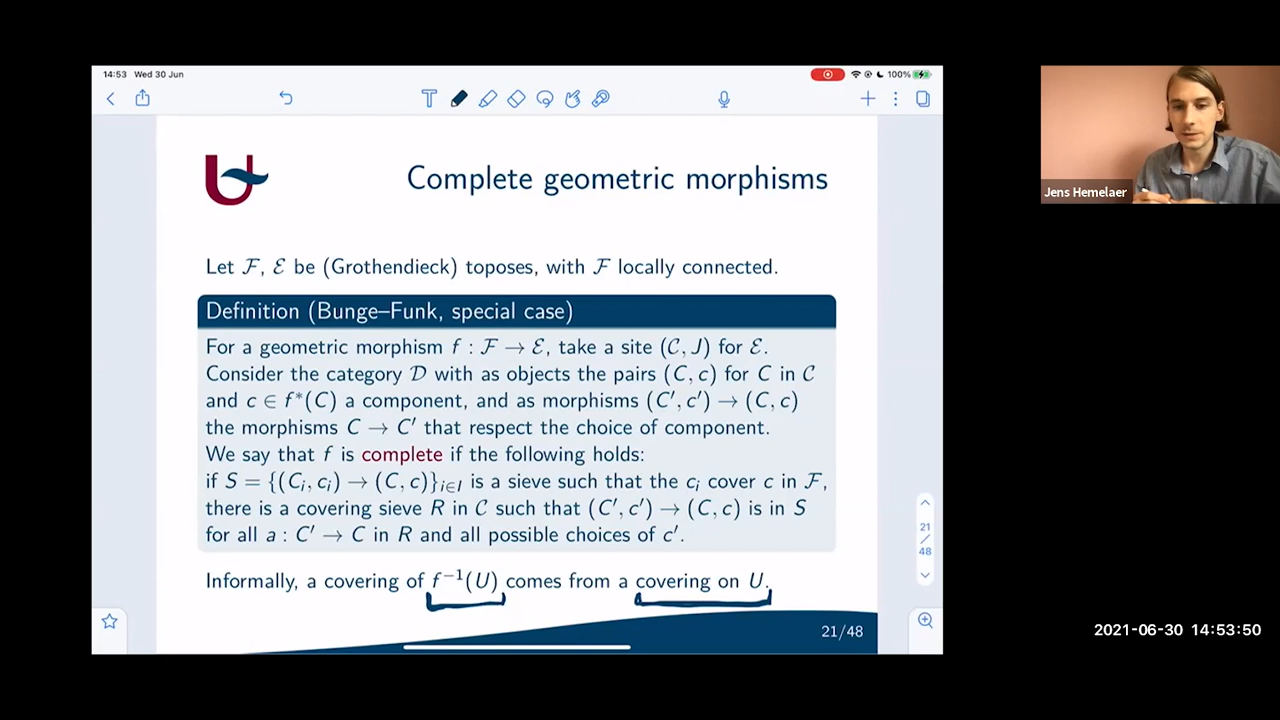 14:53 Wed 30 Jun
100%
T
Complete geometric morphisms
Let ℱ, ℰ be (Grothendieck) toposes, with ℱ locally connected.
Definition (Bunge–Funk, special case)
For a geometric morphism f : ℱ → ℰ, take a site (𝒞, J) for ℰ.
Consider the category 𝒟 with as objects the pairs (C, c) for C in 𝒞
and c ∈ f*(C) a component, and as morphisms (C′, c′) → (C, c)
the morphisms C → C′ that respect the choice of component.
We say that f is complete if the following holds:
if S = {(Cᵢ, cᵢ) → (C, c)}ᵢ∈I is a sieve such that the cᵢ cover c in ℱ,
there is a covering sieve R in 𝒞 such that (C′, c′) → (C, c) is in S
for all a : C′ → C in R and all possible choices of c′.
Informally, a covering of f⁻¹(U) comes from a covering on U.
21/48
21
/
48
Jens Hemelaer
2021-06-30 14:53:50